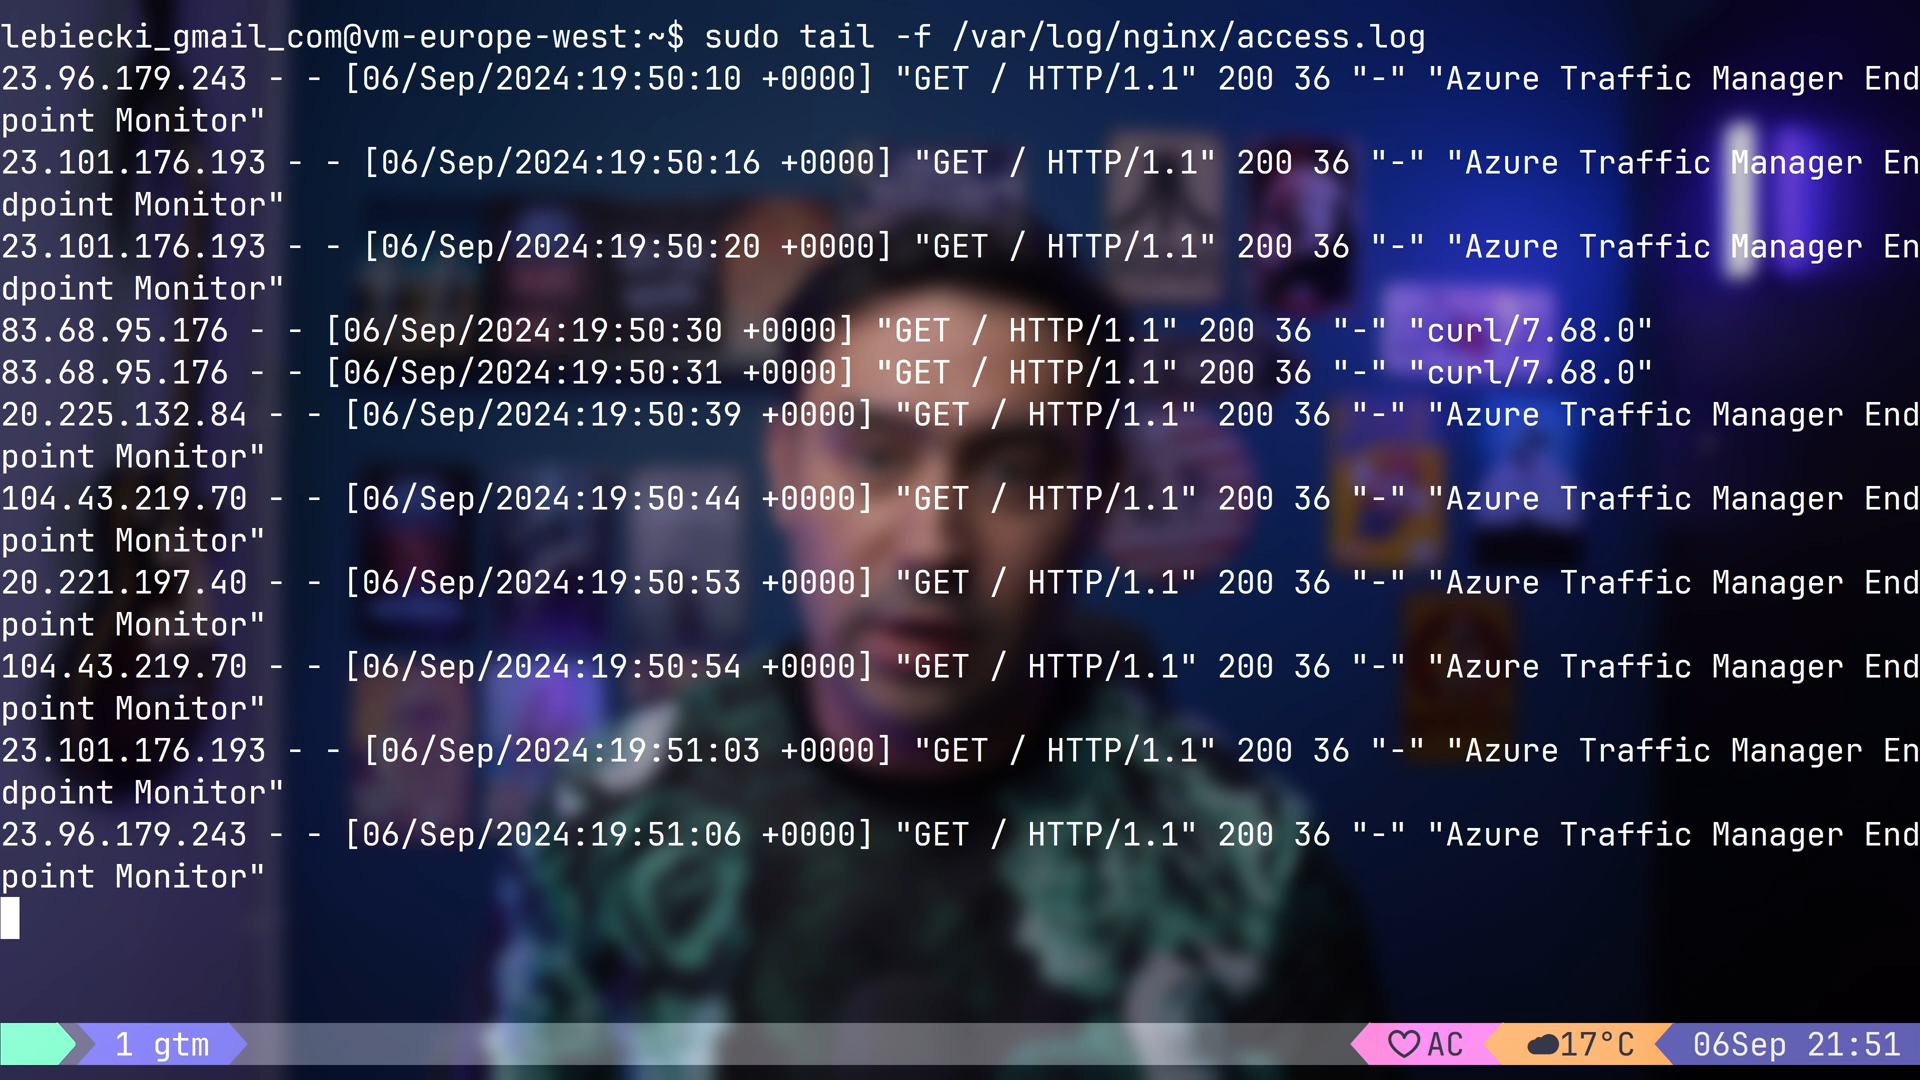 lebiecki_gmail_com@vm-europe-west:~$ sudo tail -f /var/log/nginx/access.log
23.96.179.243 - - [06/Sep/2024:19:50:10 +0000] "GET / HTTP/1.1" 200 36 "-" "Azure Traffic Manager End
point Monitor"
23.101.176.193 - - [06/Sep/2024:19:50:16 +0000] "GET / HTTP/1.1" 200 36 "-" "Azure Traffic Manager En
dpoint Monitor"
23.101.176.193 - - [06/Sep/2024:19:50:20 +0000] "GET / HTTP/1.1" 200 36 "-" "Azure Traffic Manager En
dpoint Monitor"
83.68.95.176 - - [06/Sep/2024:19:50:30 +0000] "GET / HTTP/1.1" 200 36 "-" "curl/7.68.0"
83.68.95.176 - - [06/Sep/2024:19:50:31 +0000] "GET / HTTP/1.1" 200 36 "-" "curl/7.68.0"
20.225.132.84 - - [06/Sep/2024:19:50:39 +0000] "GET / HTTP/1.1" 200 36 "-" "Azure Traffic Manager End
point Monitor"
104.43.219.70 - - [06/Sep/2024:19:50:44 +0000] "GET / HTTP/1.1" 200 36 "-" "Azure Traffic Manager End
point Monitor"
20.221.197.40 - - [06/Sep/2024:19:50:53 +0000] "GET / HTTP/1.1" 200 36 "-" "Azure Traffic Manager End
point Monitor"
104.43.219.70 - - [06/Sep/2024:19:50:54 +0000] "GET / HTTP/1.1" 200 36 "-" "Azure Traffic Manager End
point Monitor"
23.101.176.193 - - [06/Sep/2024:19:51:03 +0000] "GET / HTTP/1.1" 200 36 "-" "Azure Traffic Manager En
dpoint Monitor"
23.96.179.243 - - [06/Sep/2024:19:51:06 +0000] "GET / HTTP/1.1" 200 36 "-" "Azure Traffic Manager End
point Monitor"
1 gtm ♡ AC ☁17°C 06Sep 21:51